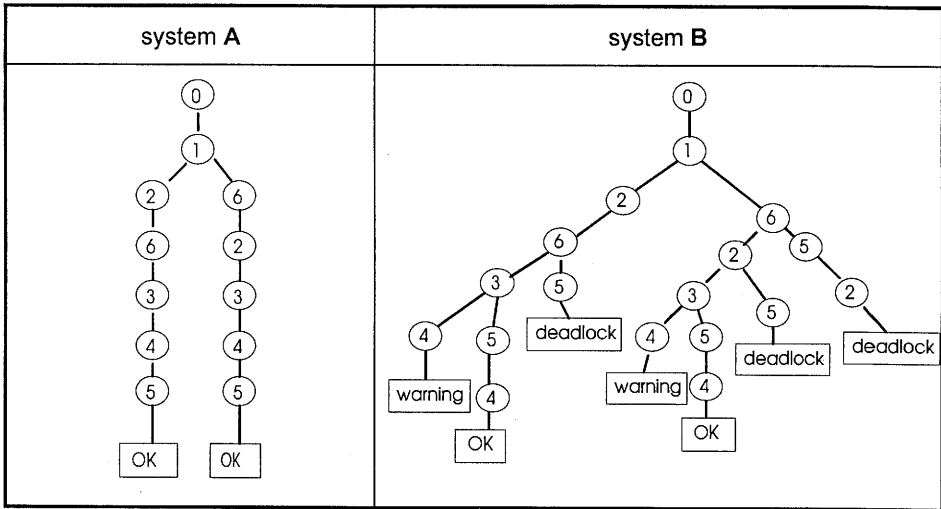 system A
system B
0
1
2 6
6 2
3 3
4 4
5 5
OK OK
0
1
2
6
6 5
2
3 5 3 5 2
4 5 deadlock 4 5 deadlock deadlock
warning 4 warning 4
OK OK